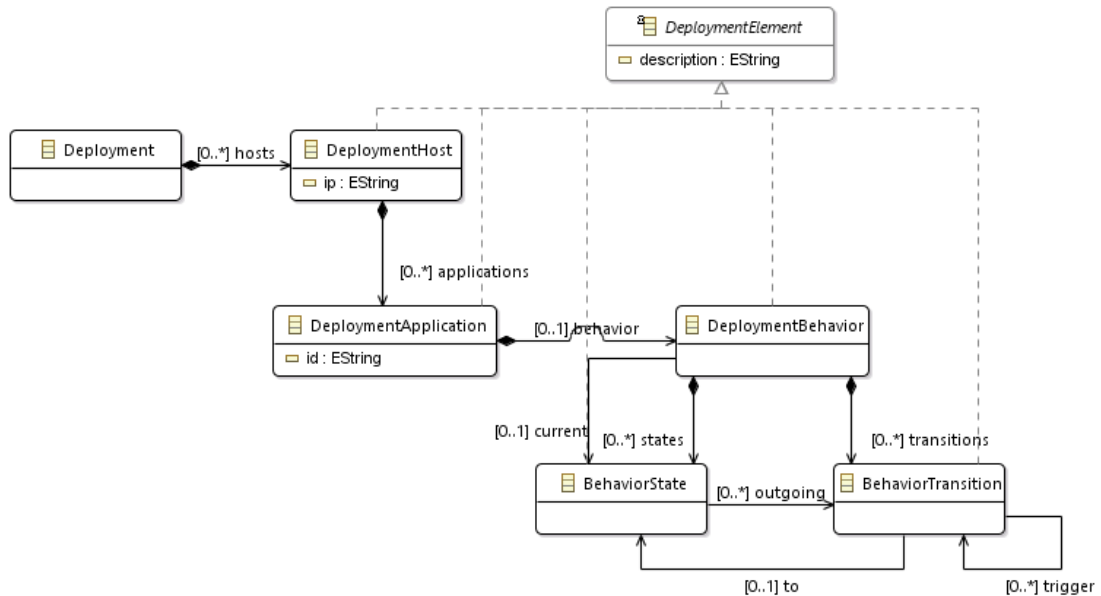 DeploymentElement
description : EString
Deployment
[0..*] hosts
DeploymentHost
ip : EString
[0..*] applications
DeploymentApplication
id : EString
[0..1] behavior
DeploymentBehavior
[0..1] current
[0..*] states
[0..*] transitions
BehaviorState
[0..*] outgoing
BehaviorTransition
[0..1] to
[0..*] trigger